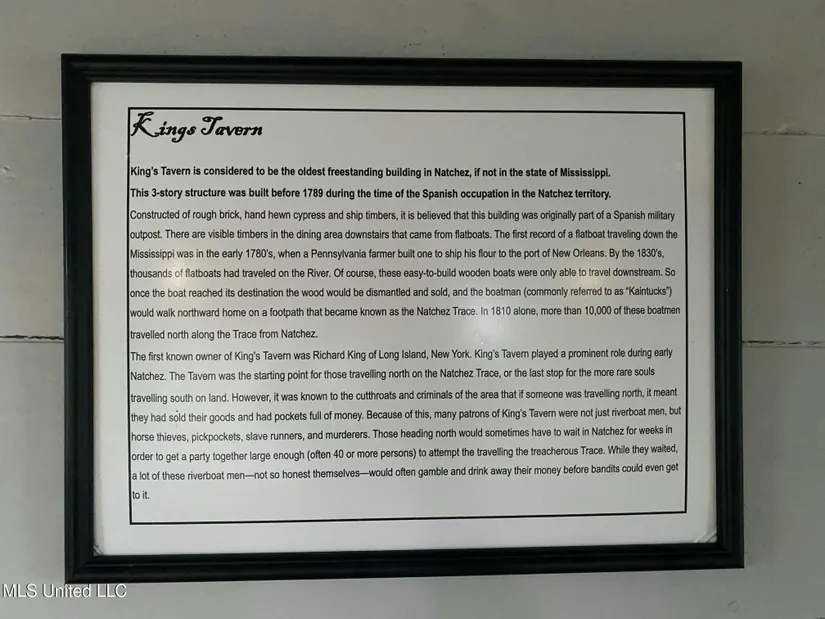 Kings Tavern
King's Tavern is considered to be the oldest freestanding building in Natchez, if not in the state of Mississippi.
This 3-story structure was built before 1789 during the time of the Spanish occupation in the Natchez territory.
Constructed of rough brick, hand hewn cypress and ship timbers, it is believed that this building was originally part of a Spanish military
outpost. There are visible timbers in the dining area downstairs that came from flatboats. The first record of a flatboat traveling down the
Mississippi was in the early 1780's, when a Pennsylvania farmer built one to ship his flour to the port of New Orleans. By the 1830's,
thousands of flatboats had traveled on the River. Of course, these easy-to-build wooden boats were only able to travel downstream. So
once the boat reached its destination the wood would be dismantled and sold, and the boatman (commonly referred to as “Kaintucks”)
would walk northward home on a footpath that became known as the Natchez Trace. In 1810 alone, more than 10,000 of these boatmen
travelled north along the Trace from Natchez.
The first known owner of King's Tavern was Richard King of Long Island, New York. King's Tavern played a prominent role during early
Natchez. The Tavern was the starting point for those travelling north on the Natchez Trace, or the last stop for the more rare souls
travelling south on land. However, it was known to the cutthroats and criminals of the area that if someone was travelling north, it meant
they had sold their goods and had pockets full of money. Because of this, many patrons of King's Tavern were not just riverboat men, but
horse thieves, pickpockets, slave runners, and murderers. Those heading north would sometimes have to wait in Natchez for weeks in
order to get a party together large enough (often 40 or more persons) to attempt the travelling the treacherous Trace. While they waited,
a lot of these riverboat men—not so honest themselves—would often gamble and drink away their money before bandits could even get
to it.
MLS United LLC